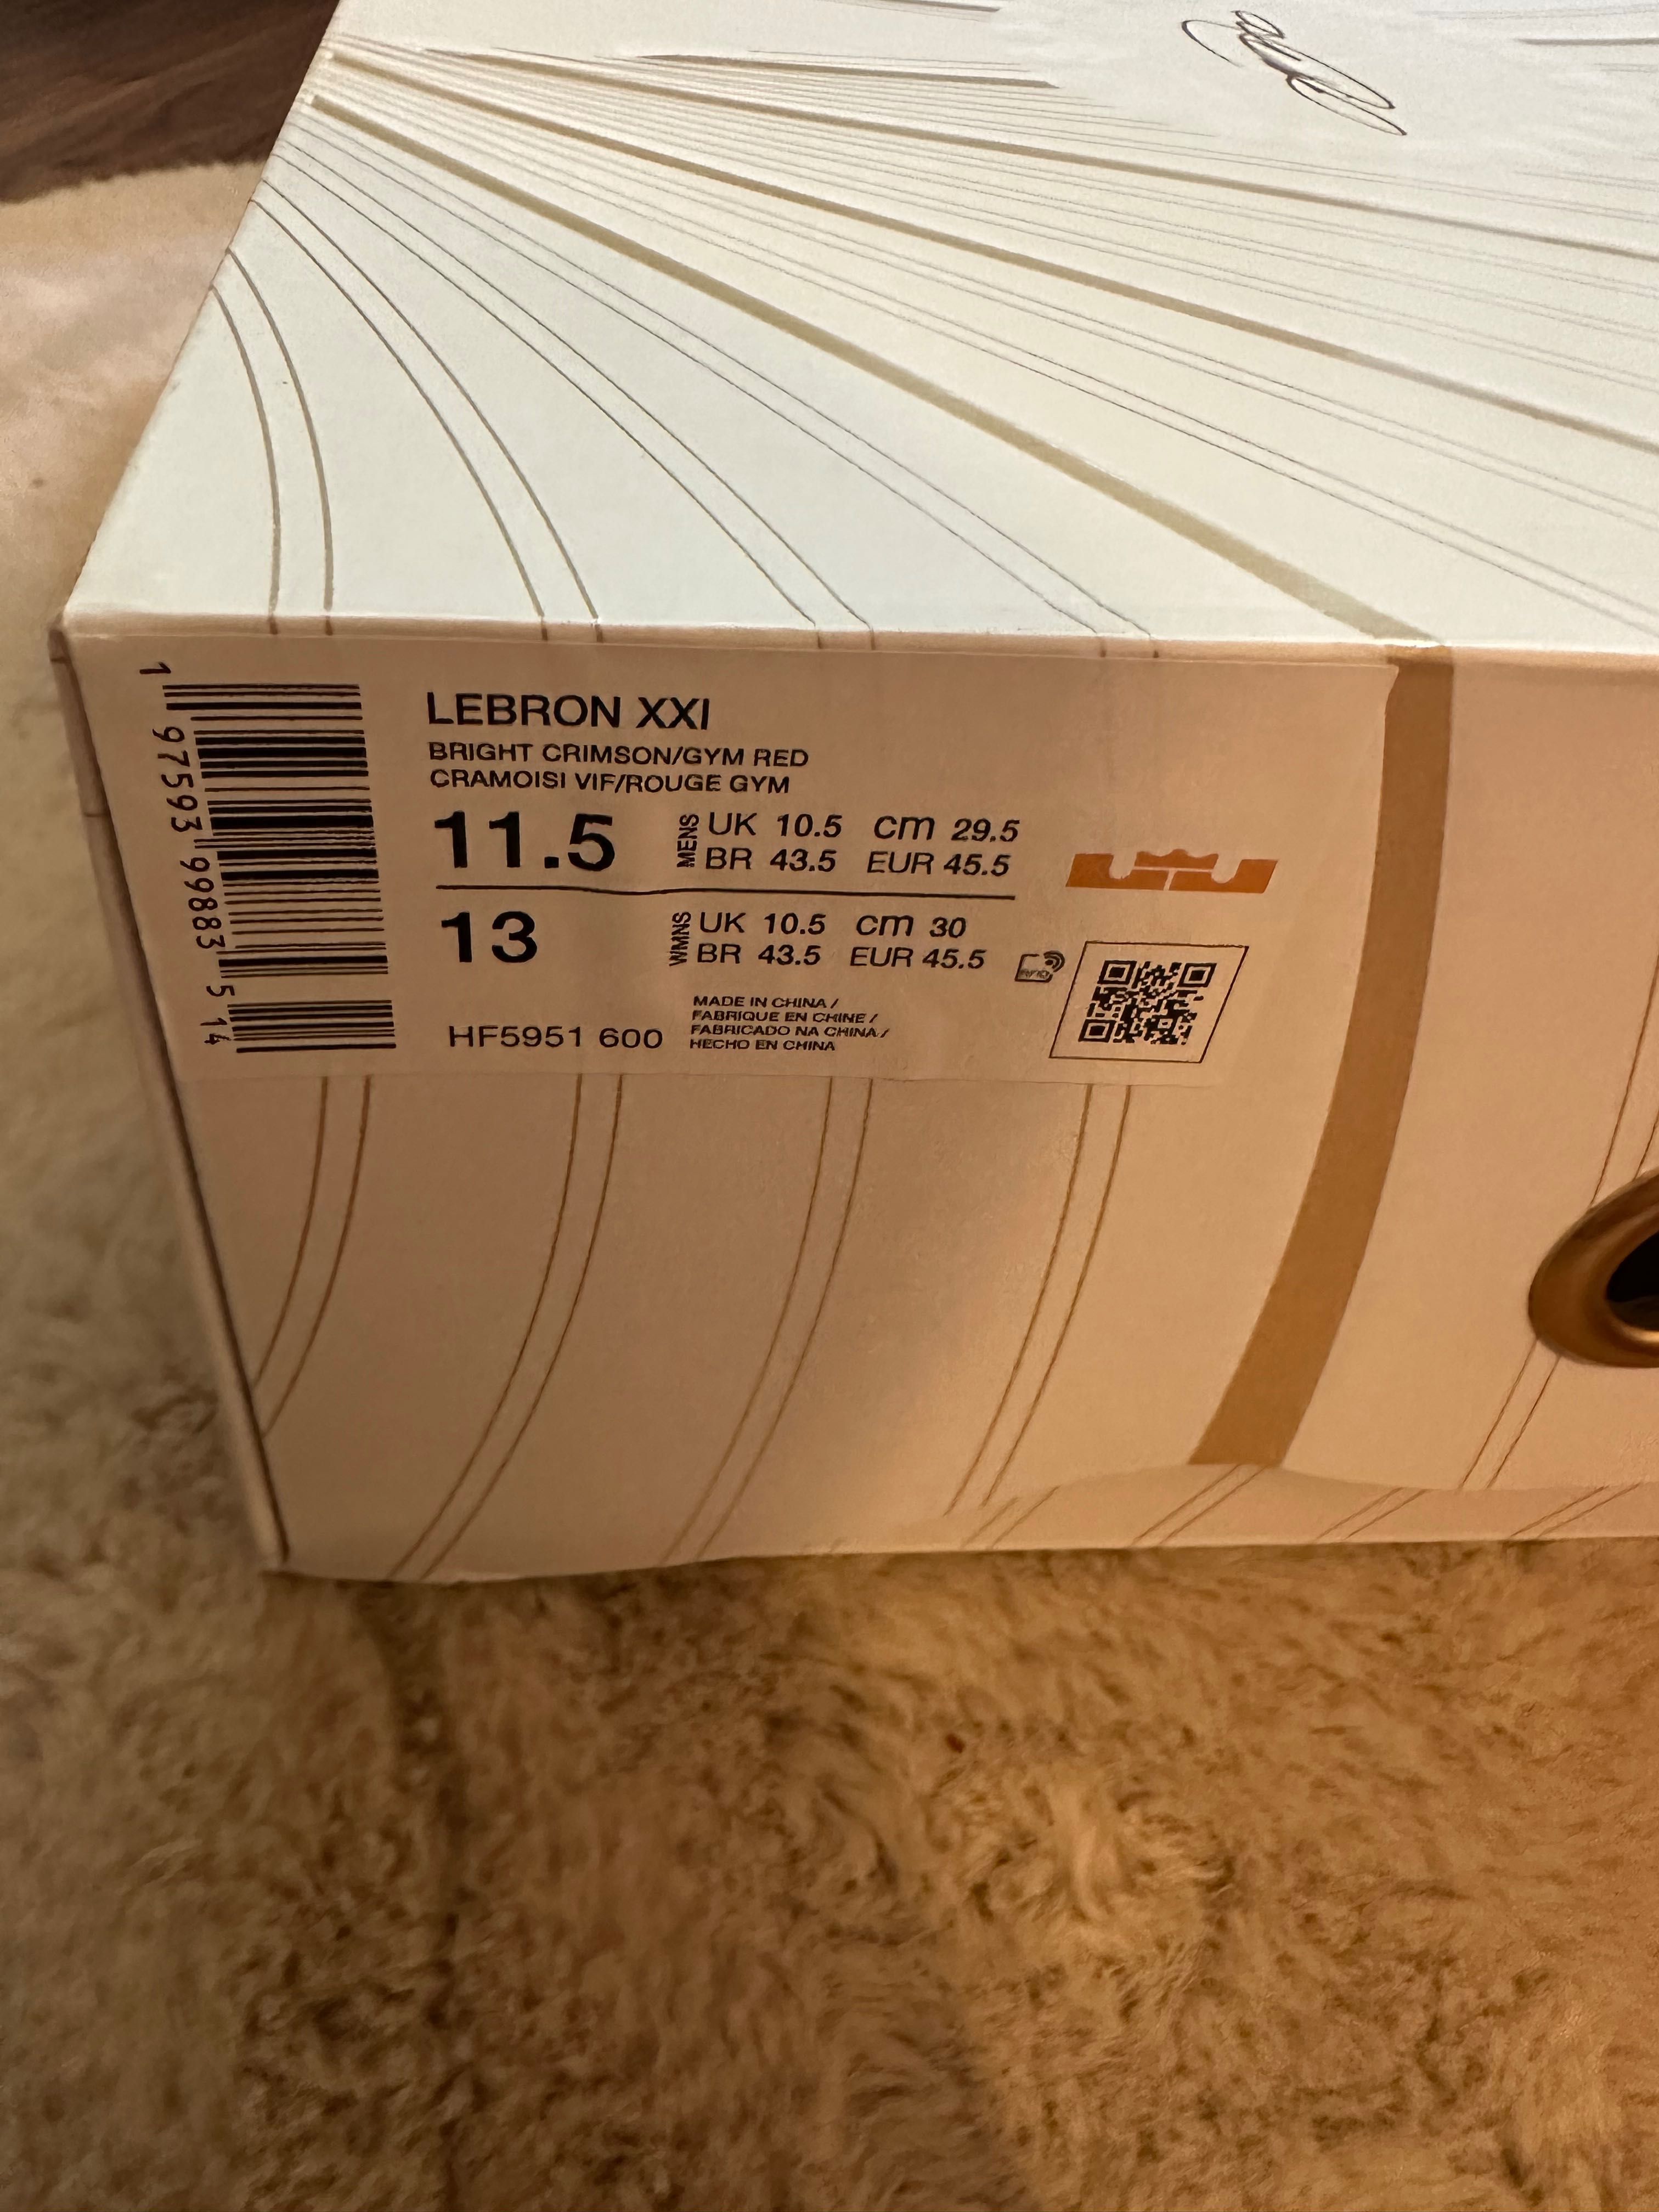 LEBRON XXI
BRIGHT CRIMSON/GYM RED
CRAMOISI VIF/ROUGE GYM
11.5 MENS UK 10.5 cm 29.5
BR 43.5 EUR 45.5
13 WMNS UK 10.5 cm 30
BR 43.5 EUR 45.5
RFID
HF5951 600
MADE IN CHINA /
FABRIQUE EN CHINE /
FABRICADO NA CHINA /
HECHO EN CHINA
1 97593 99883 5 14